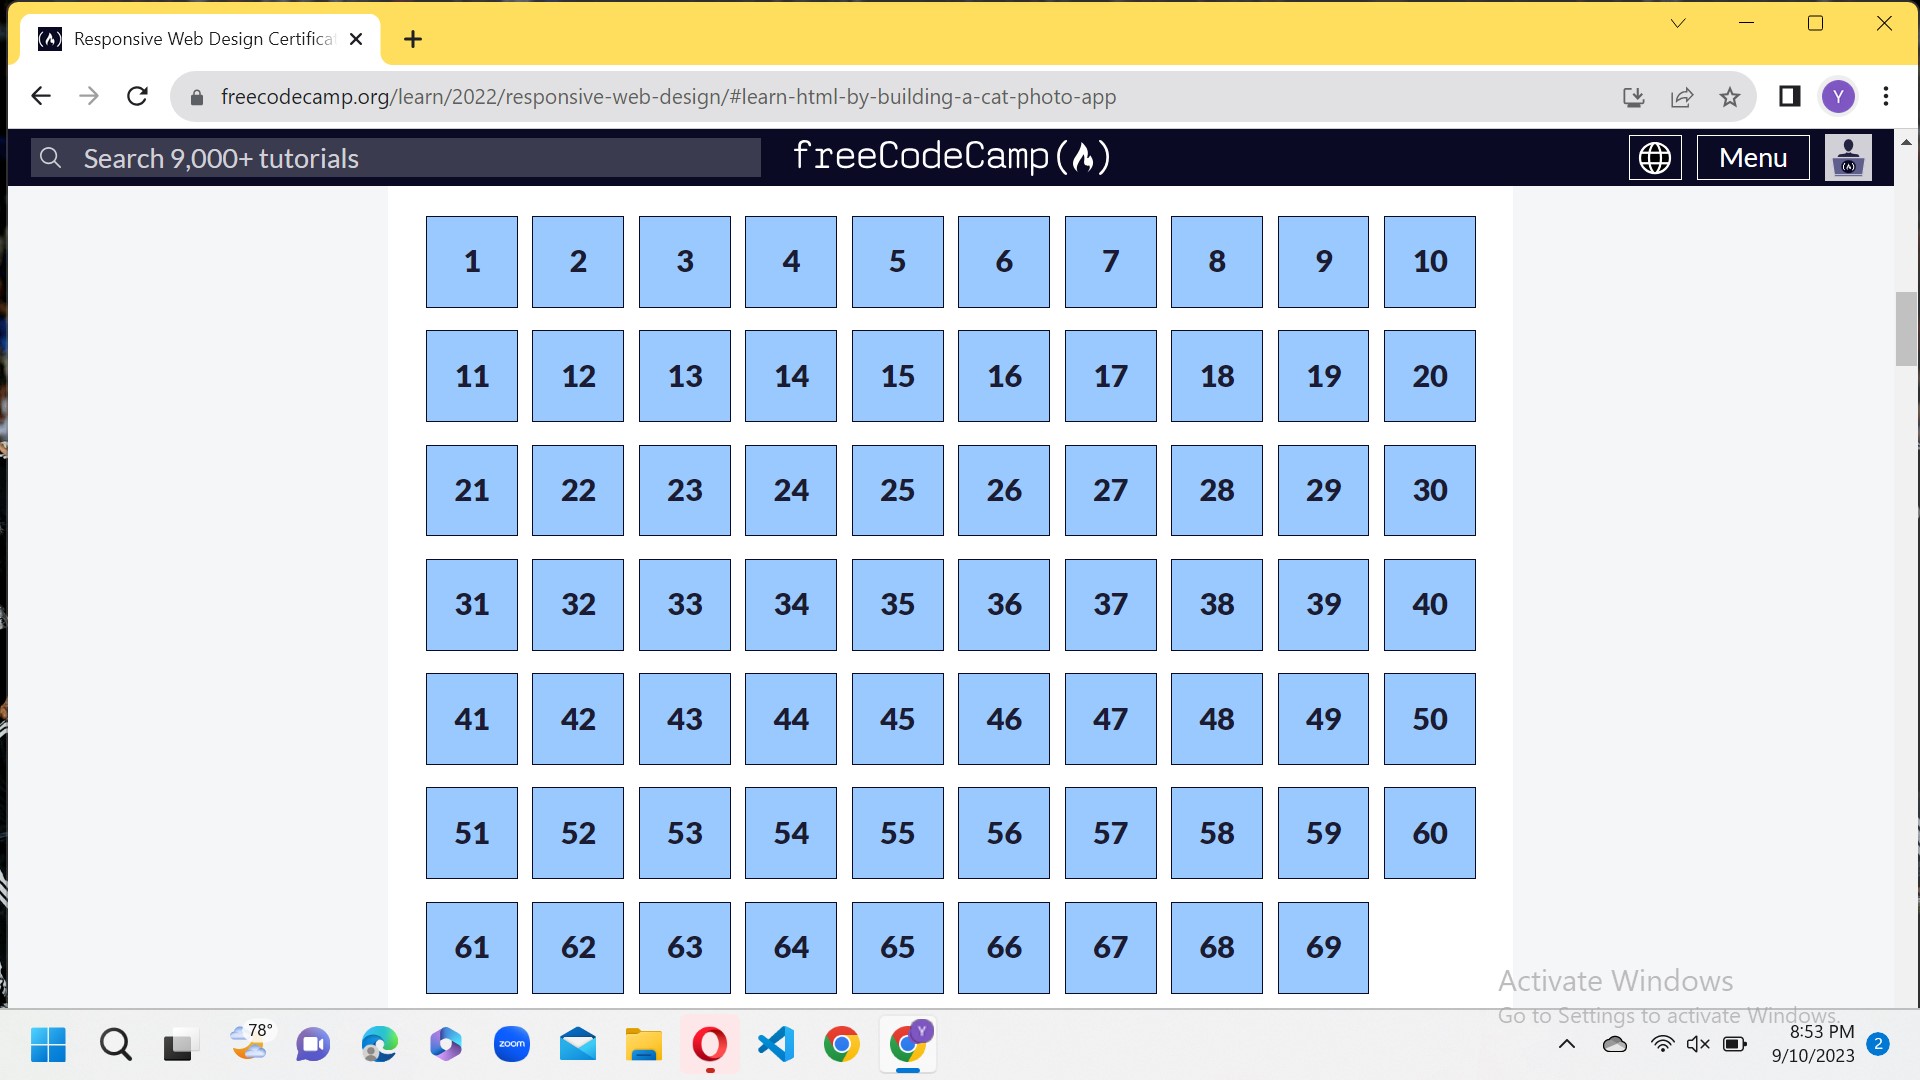 Responsive Web Design Certifica
freecodecamp.org/learn/2022/responsive-web-design/#learn-html-by-building-a-cat-photo-app
Y
Search 9,000+ tutorials
freeCodeCamp
Menu
1 2 3 4 5 6 7 8 9 10
11 12 13 14 15 16 17 18 19 20
21 22 23 24 25 26 27 28 29 30
31 32 33 34 35 36 37 38 39 40
41 42 43 44 45 46 47 48 49 50
51 52 53 54 55 56 57 58 59 60
61 62 63 64 65 66 67 68 69
Activate Windows
Go to Settings to activate Windows.
78°
zoom
Y
8:53 PM
9/10/2023
2